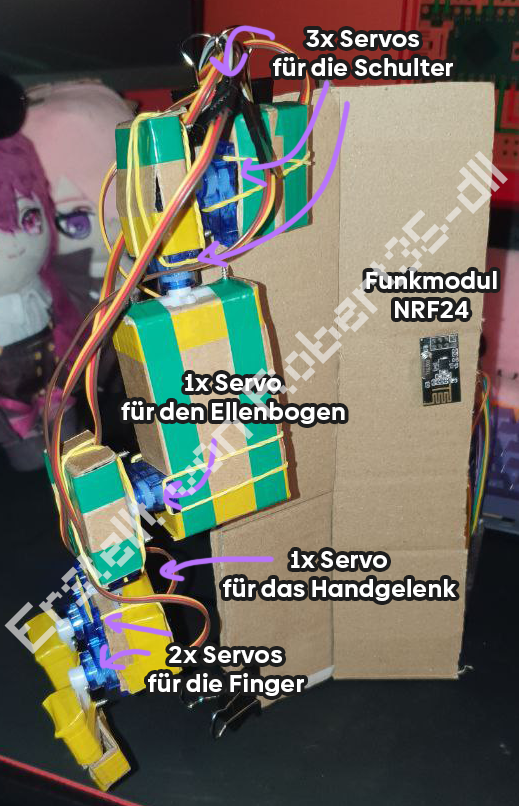 3x Servos
für die Schulter
Funkmodul
NRF24
1x Servo
für den Ellenbogen
1x Servo
für das Handgelenk
2x Servos
für die Finger